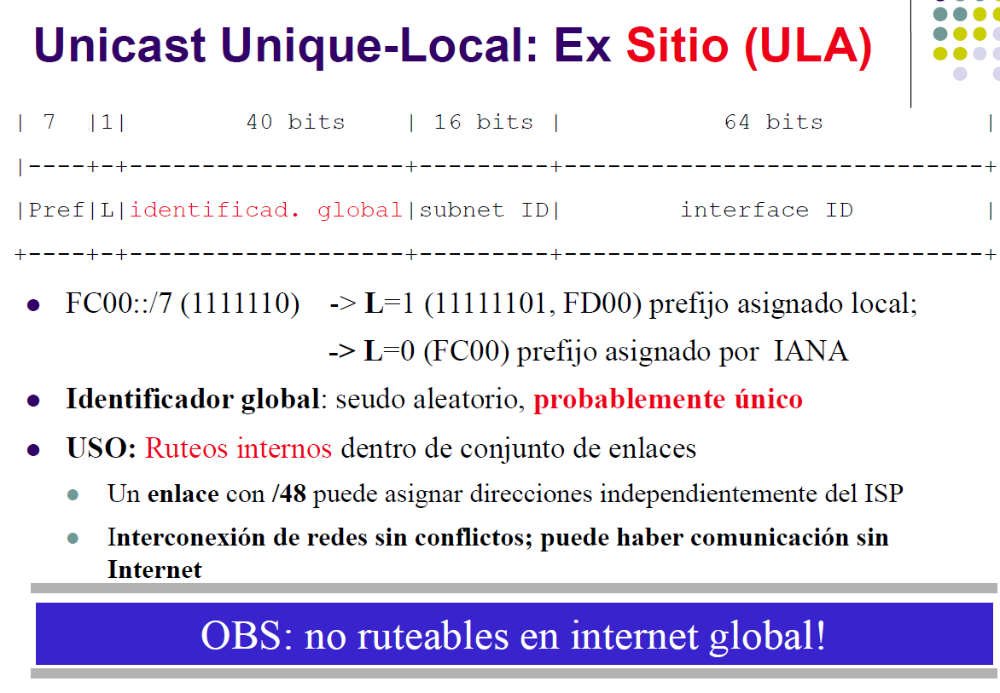 Unicast Unique-Local: Ex Sitio (ULA)
| 7 |1| 40 bits | 16 bits | 64 bits |
|----+-+-------------------+---------+-----------------------------+
|Pref|L|identificad. global|subnet ID| interface ID |
+----+-+-------------------+---------+-----------------------------+
● FC00::/7 (1111110) -> L=1 (11111101, FD00) prefijo asignado local;
-> L=0 (FC00) prefijo asignado por IANA
● Identificador global: seudo aleatorio, probablemente único
● USO: Ruteos internos dentro de conjunto de enlaces
● Un enlace con /48 puede asignar direcciones independientemente del ISP
● Interconexión de redes sin conflictos; puede haber comunicación sin
Internet
OBS: no ruteables en internet global!